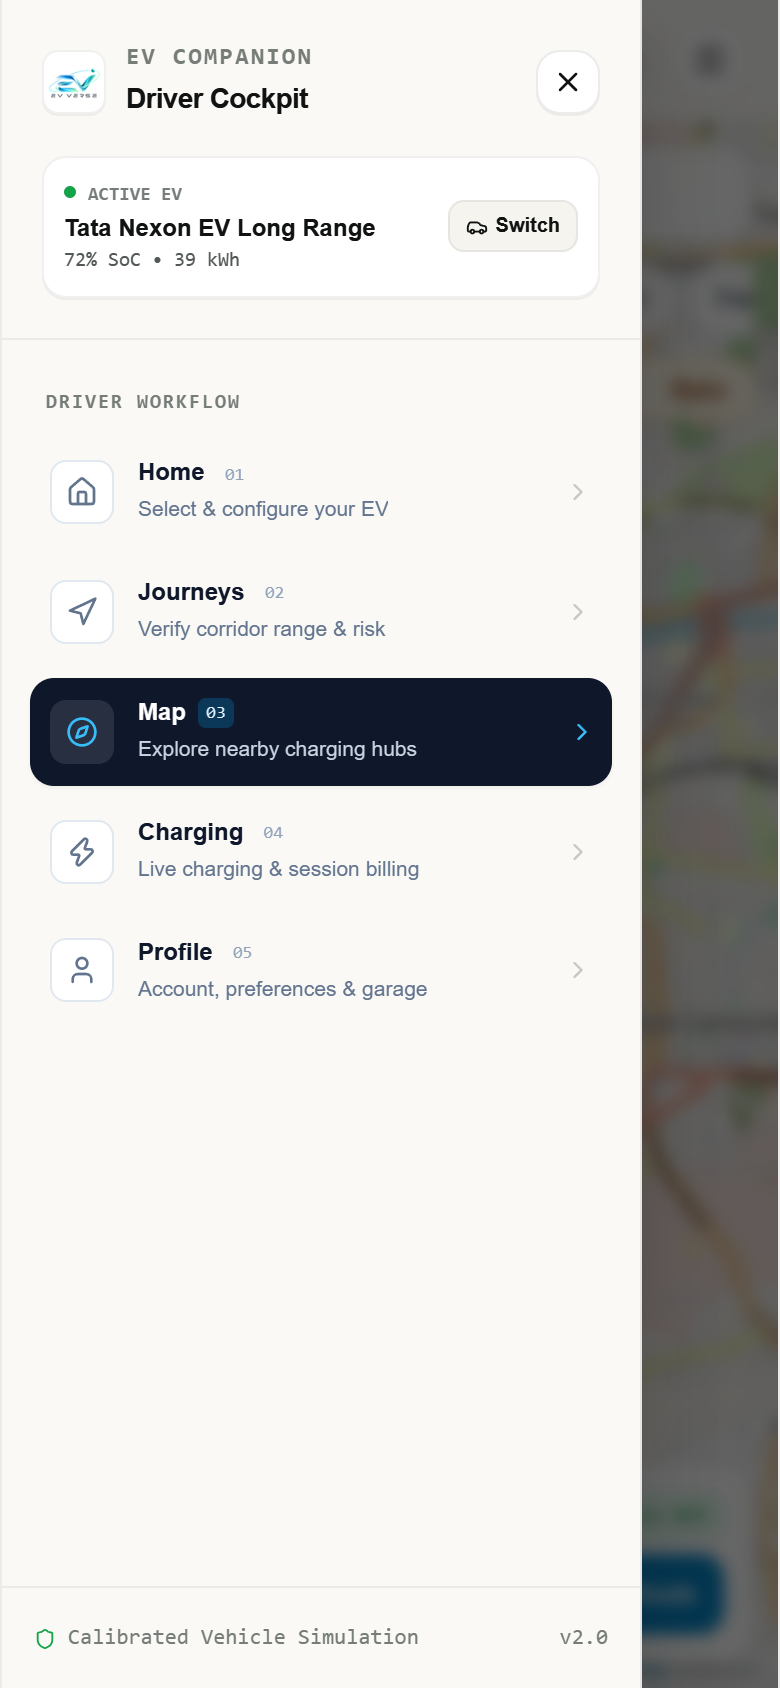 EV COMPANION
EV VERSE
Driver Cockpit
ACTIVE EV
Tata Nexon EV Long Range
72% SoC • 39 kWh
Switch
DRIVER WORKFLOW
Home 01
Select & configure your EV
Journeys 02
Verify corridor range & risk
Map 03
Explore nearby charging hubs
Charging 04
Live charging & session billing
Profile 05
Account, preferences & garage
Calibrated Vehicle Simulation
v2.0